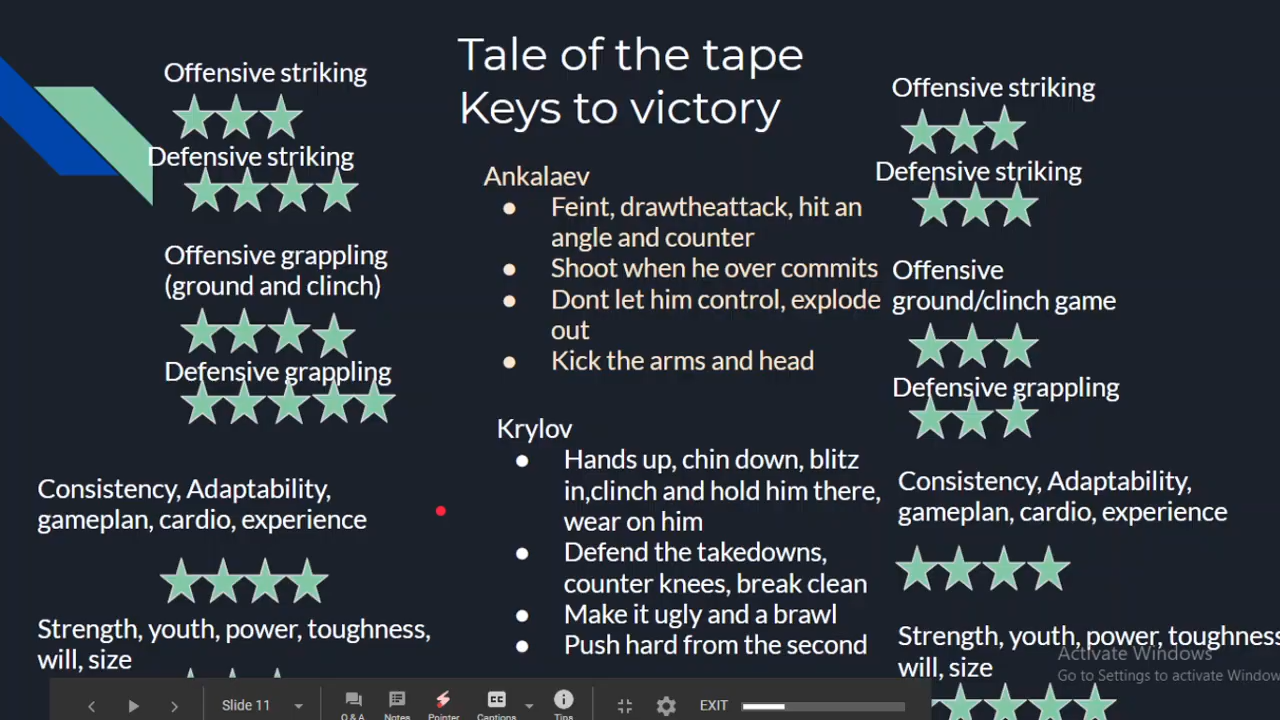 Tale of the tape
Keys to victory
Offensive striking
Defensive striking
Offensive grappling
(ground and clinch)
Defensive grappling
Consistency, Adaptability,
gameplan, cardio, experience
Strength, youth, power, toughness,
will, size
Ankalaev
● Feint, drawtheattack, hit an
angle and counter
● Shoot when he over commits
● Dont let him control, explode
out
● Kick the arms and head
Krylov
● Hands up, chin down, blitz
in,clinch and hold him there,
wear on him
● Defend the takedowns,
counter knees, break clean
● Make it ugly and a brawl
● Push hard from the second
Offensive striking
Defensive striking
Offensive
ground/clinch game
Defensive grappling
Consistency, Adaptability,
gameplan, cardio, experience
Strength, youth, power, toughness
will, size
Activate Windows
Go to Settings to activate Window
Slide 11
Q & A
Notes
Pointer
Captions
Tips
EXIT